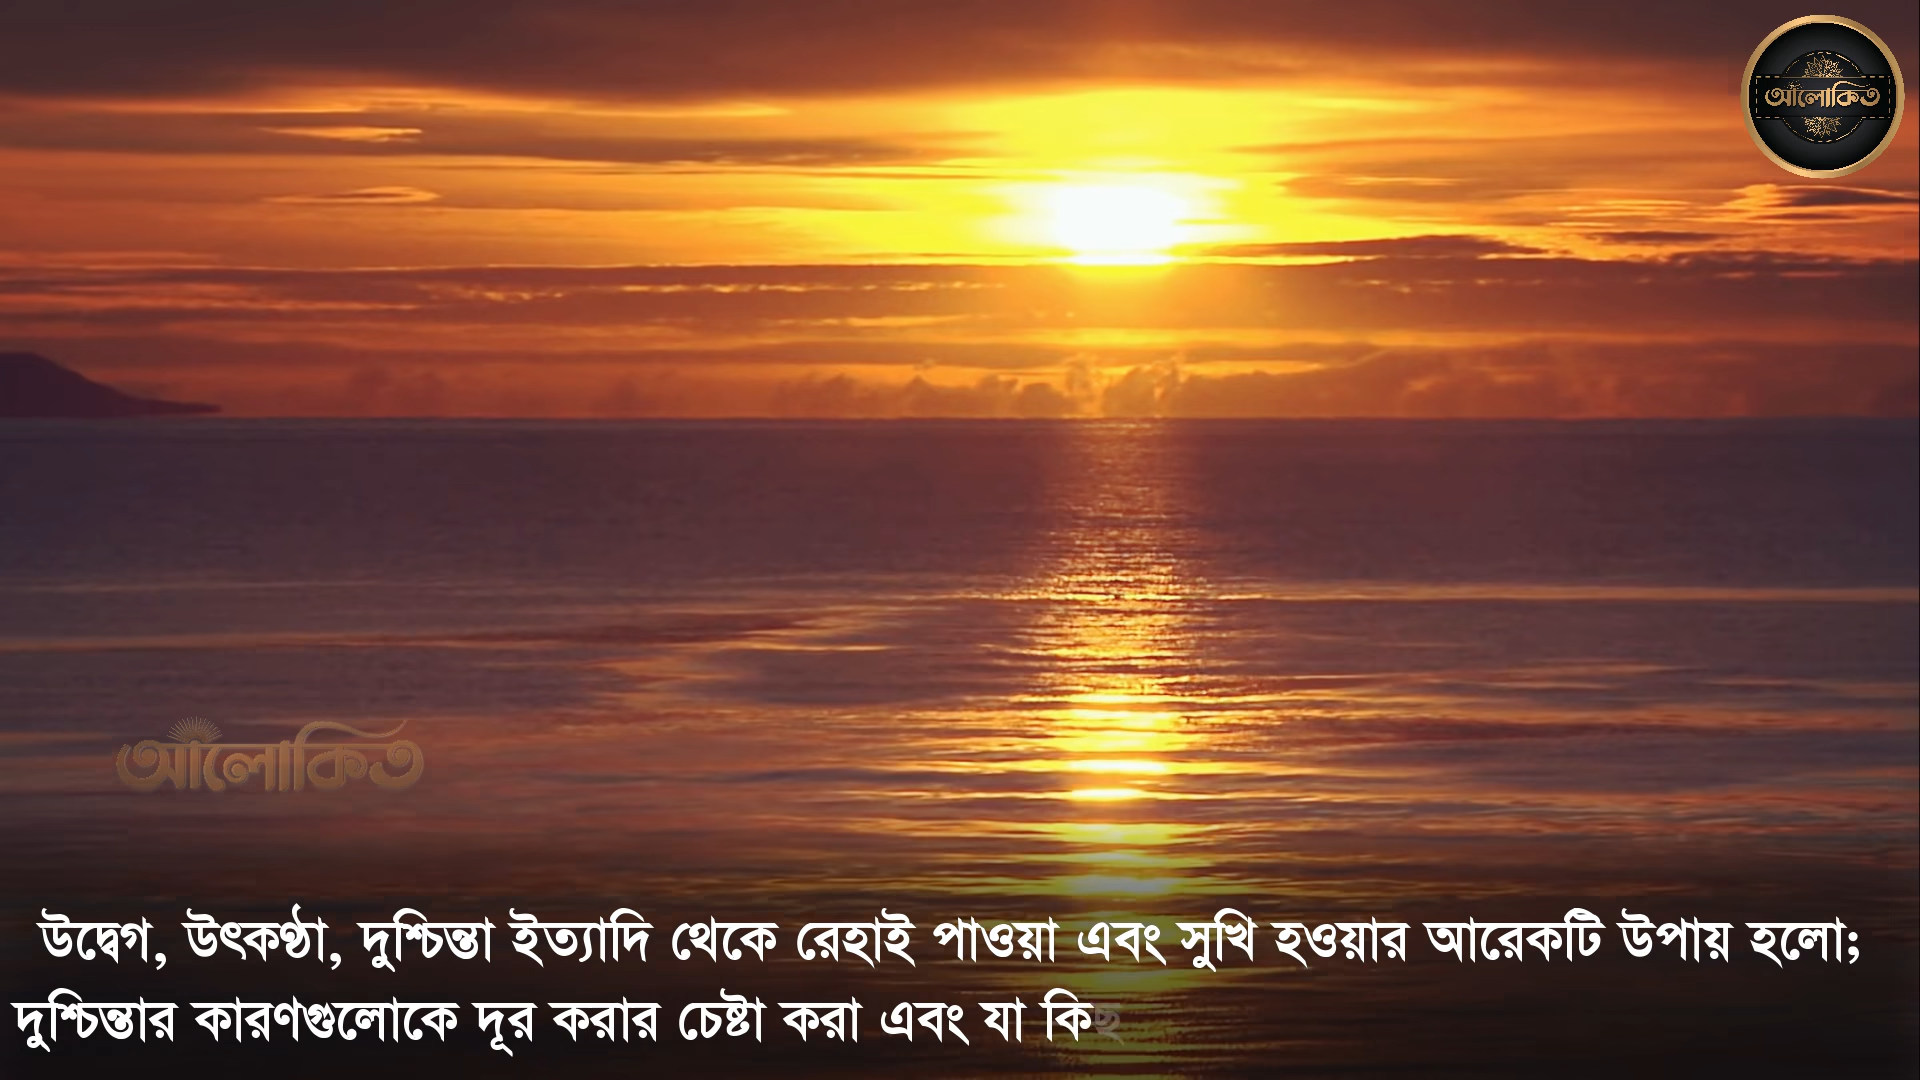 আলোকিত
আলোকিত
উদ্বেগ, উৎকণ্ঠা, দুশ্চিন্তা ইত্যাদি থেকে রেহাই পাওয়া এবং সুখি হওয়ার আরেকটি উপায় হলো;
দুশ্চিন্তার কারণগুলোকে দূর করার চেষ্টা করা এবং যা কিছ